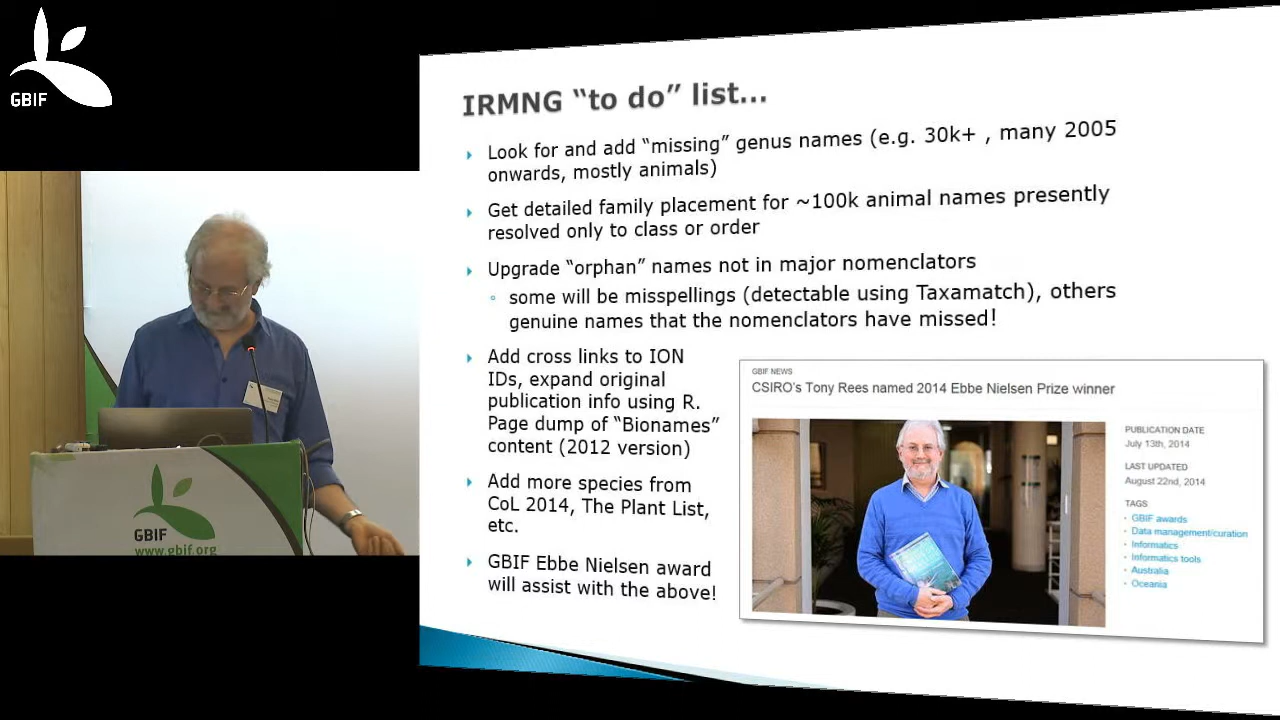 GBIF
IRMNG “to do” list...
Look for and add “missing” genus names (e.g. 30k+ , many 2005
onwards, mostly animals)
Get detailed family placement for ~100k animal names presently
resolved only to class or order
Upgrade “orphan” names not in major nomenclators
some will be misspellings (detectable using Taxamatch), others
genuine names that the nomenclators have missed!
Add cross links to ION
IDs, expand original
publication info using R.
Page dump of “Bionames”
content (2012 version)
Add more species from
CoL 2014, The Plant List,
etc.
GBIF Ebbe Nielsen award
will assist with the above!
GBIF NEWS
CSIRO's Tony Rees named 2014 Ebbe Nielsen Prize winner
PUBLICATION DATE
July 13th, 2014
LAST UPDATED
August 22nd, 2014
TAGS
GBIF awards
Data management/curation
Informatics
Informatics tools
Australia
Oceania
GBIF
www.gbif.org